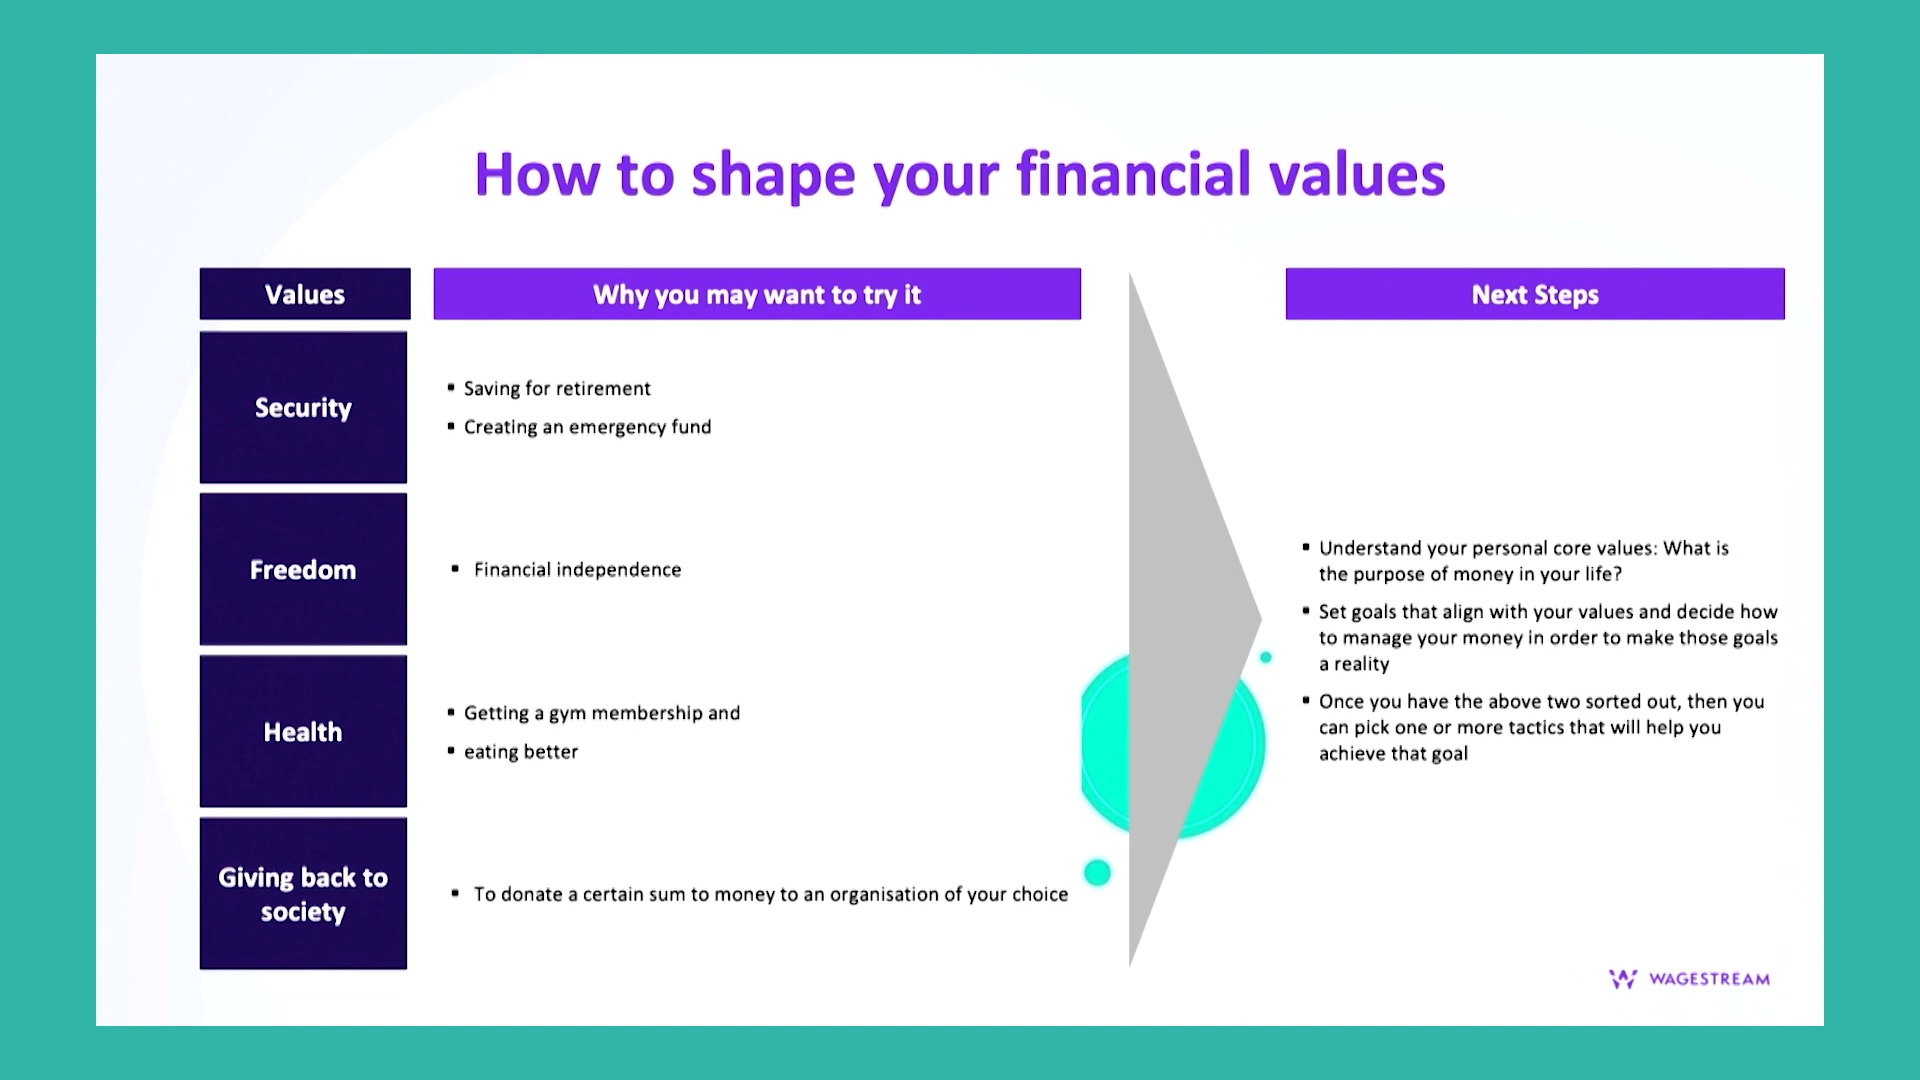 How to shape your financial values
Values
Why you may want to try it
Next Steps
Security
▪ Saving for retirement
▪ Creating an emergency fund
Freedom
▪ Financial independence
Health
▪ Getting a gym membership and
▪ eating better
Giving back to
society
▪ To donate a certain sum to money to an organisation of your choice
▪ Understand your personal core values: What is
the purpose of money in your life?
▪ Set goals that align with your values and decide how
to manage your money in order to make those goals
a reality
▪ Once you have the above two sorted out, then you
can pick one or more tactics that will help you
achieve that goal
WAGESTREAM